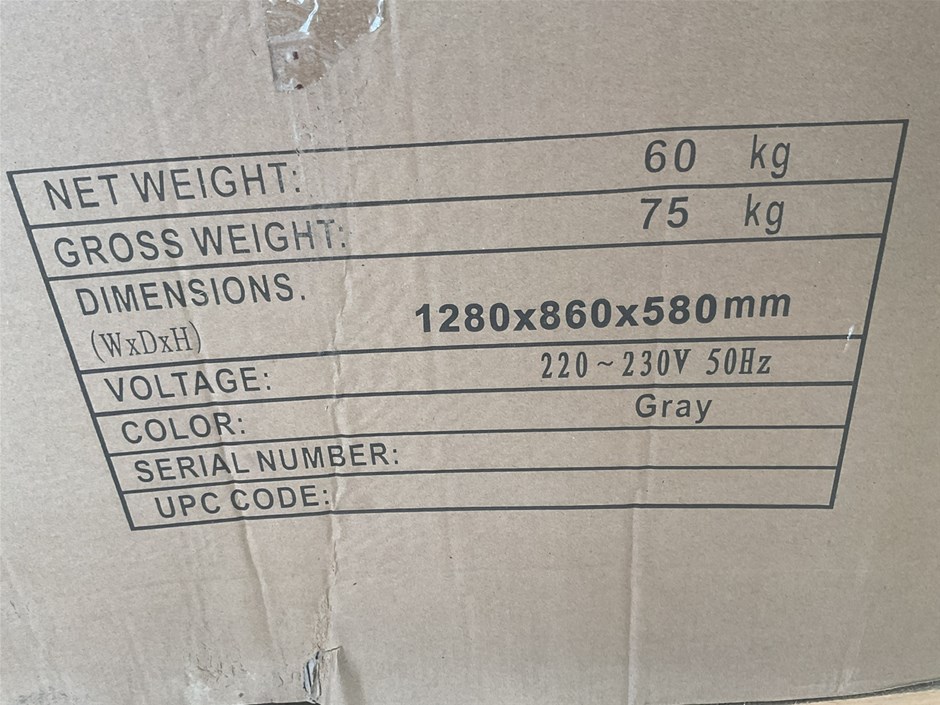 NET WEIGHT: 60 kg
GROSS WEIGHT: 75 kg
DIMENSIONS.
(WxDxH) 1280x860x580mm
VOLTAGE: 220~230V 50Hz
COLOR: Gray
SERIAL NUMBER:
UPC CODE: